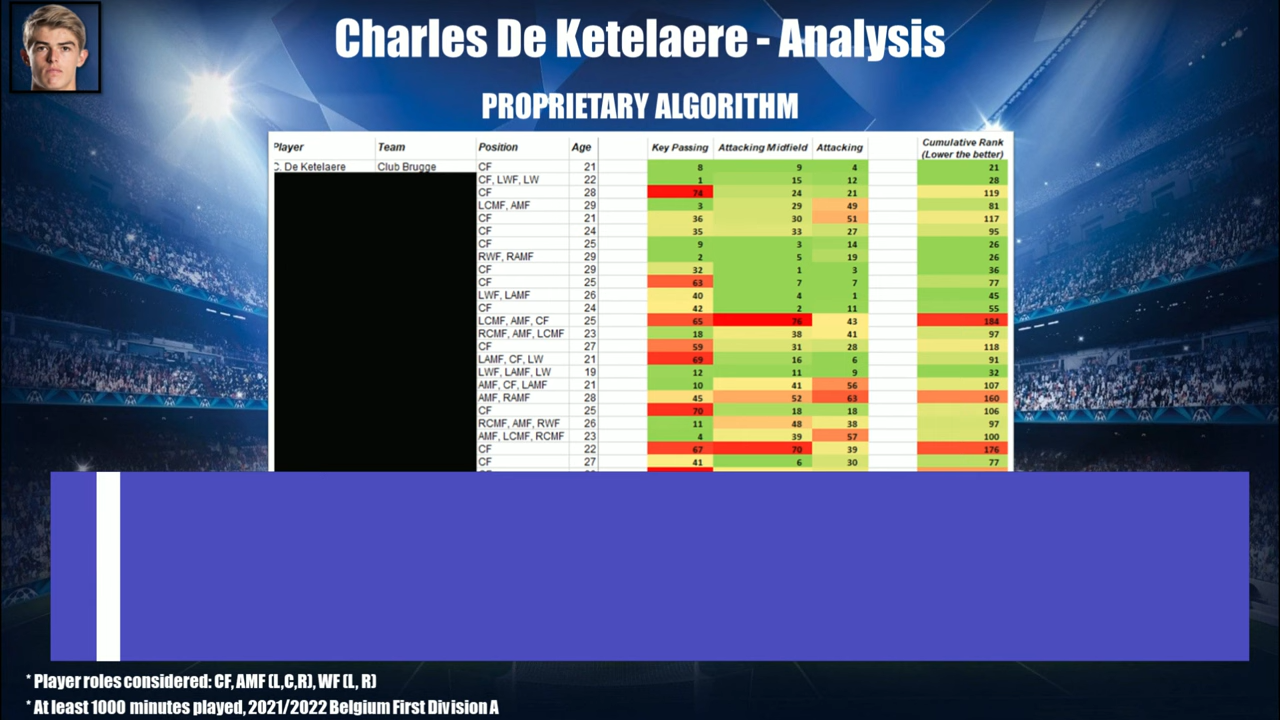 Charles De Ketelaere - Analysis
PROPRIETARY ALGORITHM
Player Team Position Age Key Passing Attacking Midfield Attacking Cumulative Rank (Lower the better)
C. De Ketelaere Club Brugge CF 21 8 9 4 21
CF, LWF, LW 22 1 15 12 28
CF 28 74 24 21 119
LCMF, AMF 29 3 29 49 81
CF 21 36 30 51 117
CF 24 35 33 27 95
CF 25 9 3 14 26
RWF, RAMF 29 2 5 19 26
CF 29 32 1 3 36
CF 25 63 7 7 77
LWF, LAMF 26 40 4 1 45
CF 24 42 2 11 55
LCMF, AMF, CF 25 65 76 43 184
RCMF, AMF, LCMF 23 18 38 41 97
CF 27 59 31 28 118
LAMF, CF, LW 21 69 16 6 91
LWF, LAMF, LW 19 12 11 9 32
AMF, CF, LAMF 21 10 41 56 107
AMF, RAMF 28 45 52 63 160
CF 25 70 18 18 106
RCMF, AMF, RWF 26 11 48 38 97
AMF, LCMF, RCMF 23 4 39 57 100
CF 22 67 70 39 176
CF 27 41 6 30 77
* Player roles considered: CF, AMF (L,C,R), WF (L, R)
* At least 1000 minutes played, 2021/2022 Belgium First Division A